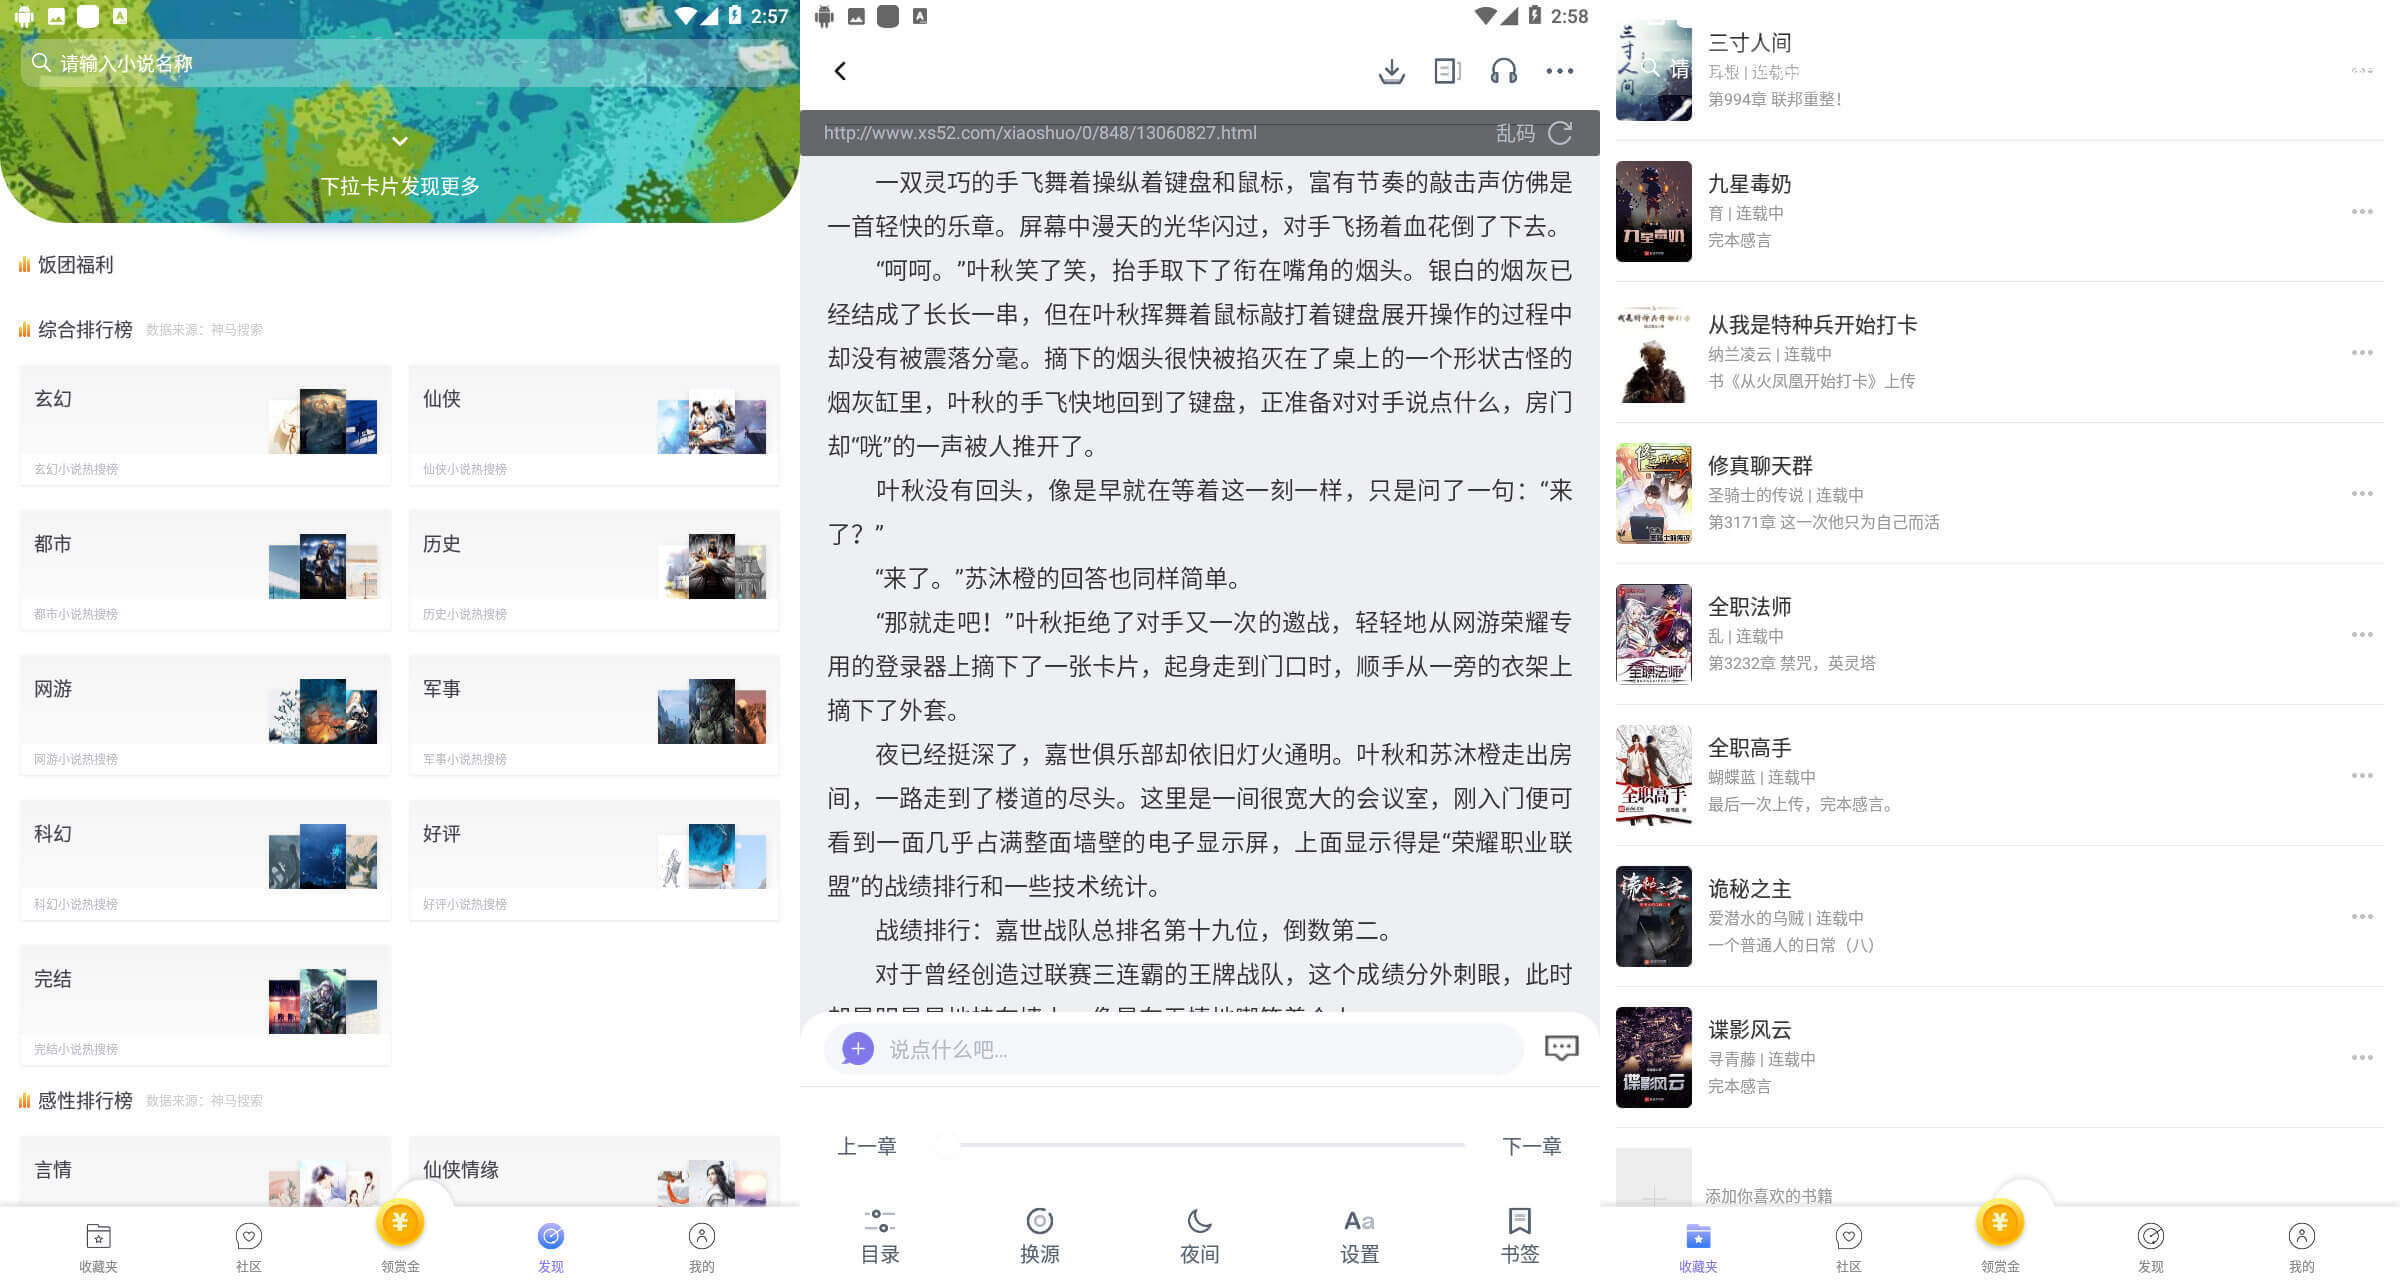 2:57
请输入小说名称
下拉卡片发现更多
饭团福利
综合排行榜 数据来源：神马搜索
玄幻
玄幻小说热搜榜
仙侠
仙侠小说热搜榜
都市
都市小说热搜榜
历史
历史小说热搜榜
网游
网游小说热搜榜
军事
军事小说热搜榜
科幻
科幻小说热搜榜
好评
好评小说热搜榜
完结
完结小说热搜榜
感性排行榜 数据来源：神马搜索
言情
仙侠情缘
收藏夹
社区
领赏金
发现
我的
2:58
http://www.xs52.com/xiaoshuo/0/848/13060827.html 乱码
一双灵巧的手飞舞着操纵着键盘和鼠标，富有节奏的敲击声仿佛是
一首轻快的乐章。屏幕中漫天的光华闪过，对手飞扬着血花倒了下去。
“呵呵。”叶秋笑了笑，抬手取下了衔在嘴角的烟头。银白的烟灰已
经结成了长长一串，但在叶秋挥舞着鼠标敲打着键盘展开操作的过程中
却没有被震落分毫。摘下的烟头很快被掐灭在了桌上的一个形状古怪的
烟灰缸里，叶秋的手飞快地回到了键盘，正准备对对手说点什么，房门
却“咣”的一声被人推开了。
叶秋没有回头，像是早就在等着这一刻一样，只是问了一句：“来
了？”
“来了。”苏沐橙的回答也同样简单。
“那就走吧！”叶秋拒绝了对手又一次的邀战，轻轻地从网游荣耀专
用的登录器上摘下了一张卡片，起身走到门口时，顺手从一旁的衣架上
摘下了外套。
夜已经挺深了，嘉世俱乐部却依旧灯火通明。叶秋和苏沐橙走出房
间，一路走到了楼道的尽头。这里是一间很宽大的会议室，刚入门便可
看到一面几乎占满整面墙壁的电子显示屏，上面显示得是“荣耀职业联
盟”的战绩排行和一些技术统计。
战绩排行：嘉世战队总排名第十九位，倒数第二。
对于曾经创造过联赛三连霸的王牌战队，这个成绩分外刺眼，此时
说点什么吧...
上一章
下一章
目录
换源
夜间
Aa
设置
书签
三寸人间
三寸人间
请
耳根 | 连载中
第994章 联邦重整！
九星毒奶
九星毒奶
育 | 连载中
完本感言
从我是特种兵开始打卡
纳兰凌云 | 连载中
书《从火凤凰开始打卡》上传
修真聊天群
圣骑士的传说 | 连载中
第3171章 这一次他只为自己而活
全职法师
全职法师
乱 | 连载中
第3232章 禁咒，英灵塔
全职高手
全职高手
蝴蝶蓝 | 连载中
最后一次上传，完本感言。
诡秘之主
诡秘之主
爱潜水的乌贼 | 连载中
一个普通人的日常（八）
谍影风云
谍影风云
寻青藤 | 连载中
完本感言
添加你喜欢的书籍
收藏夹
社区
领赏金
发现
我的